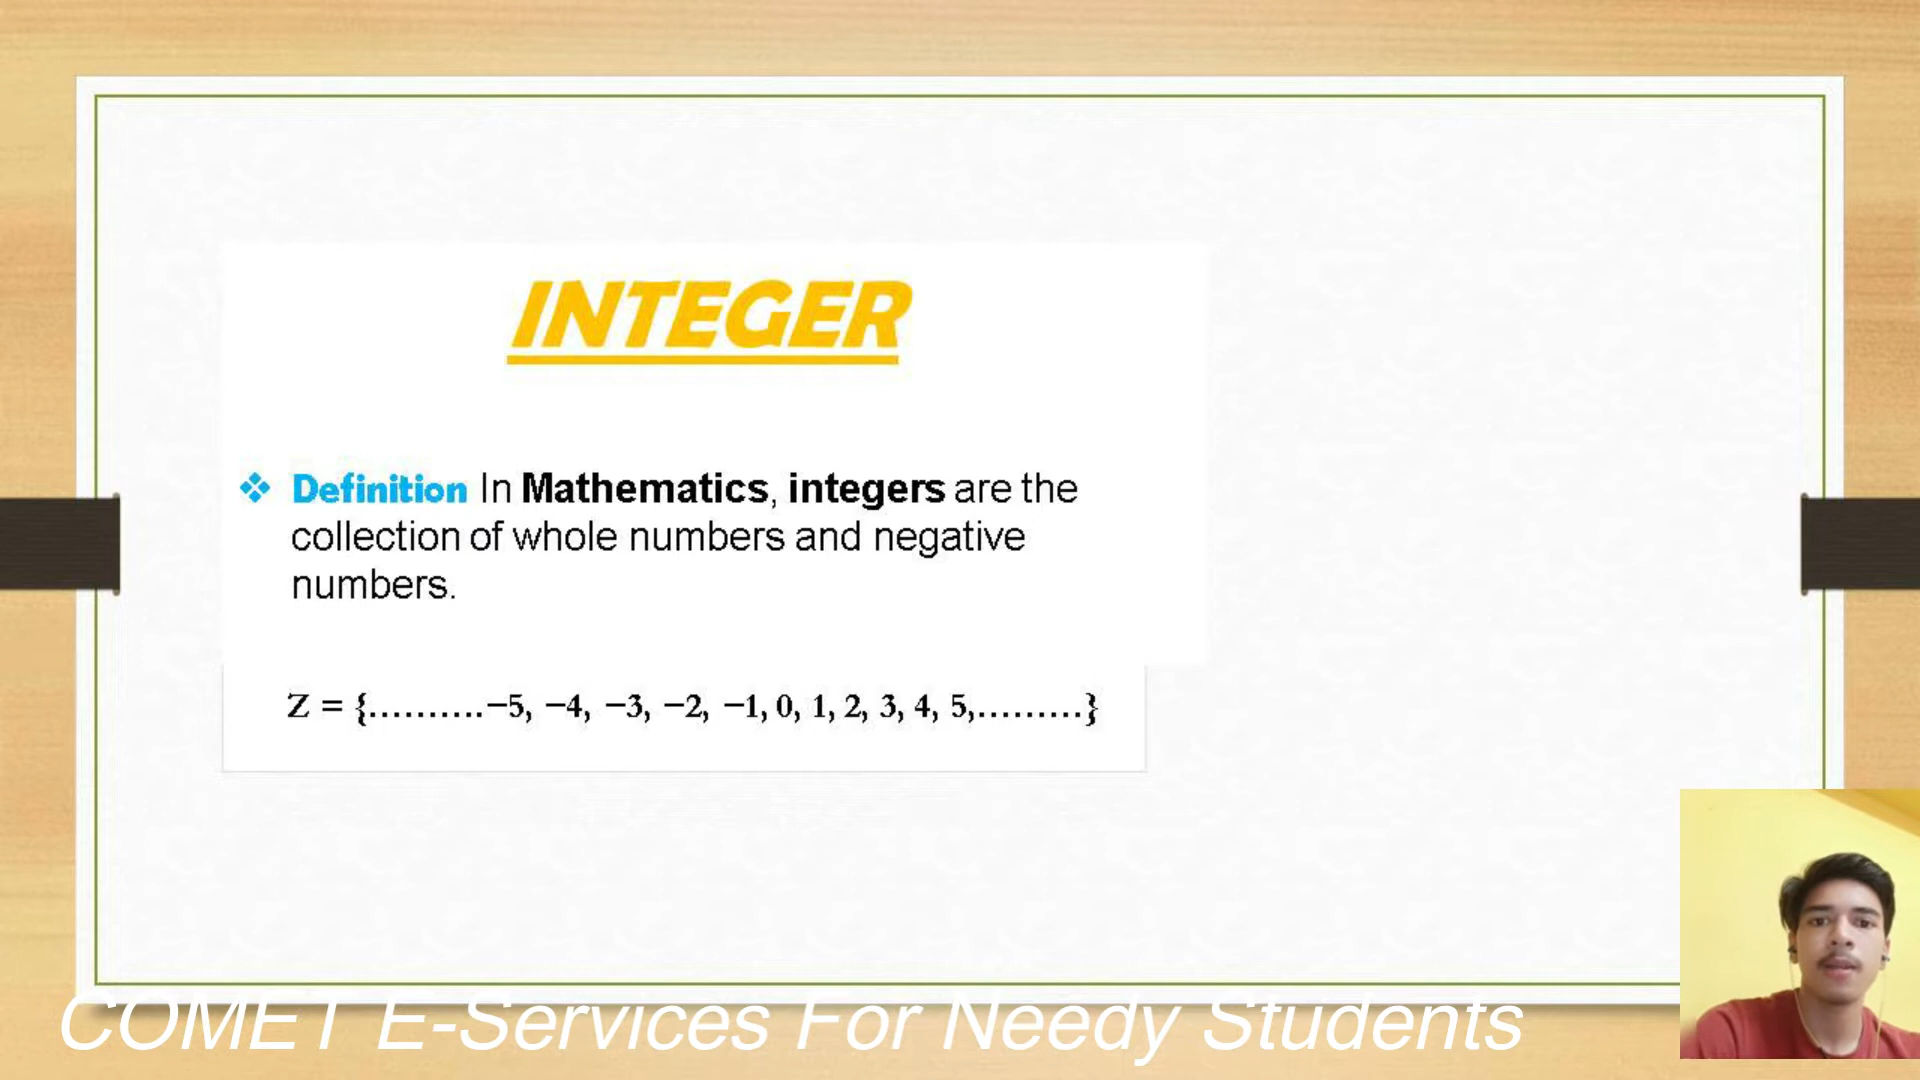 INTEGER
❖ Definition In Mathematics, integers are the
collection of whole numbers and negative
numbers.
Z = {..........−5, −4, −3, −2, −1, 0, 1, 2, 3, 4, 5,.........}
COMET E-Services For Needy Students